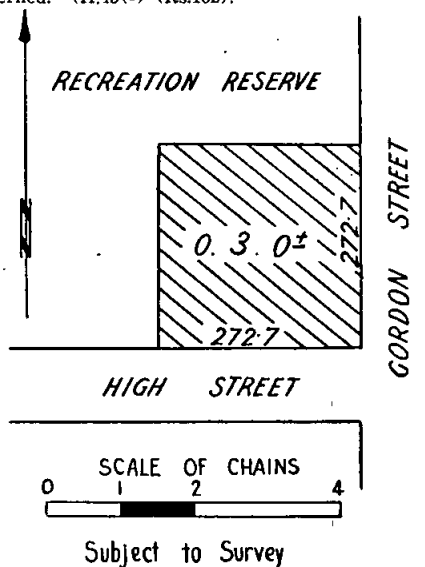 RECREATION RESERVE
GORDON STREET
0. 3. 0±
272·7
272·7
HIGH STREET
SCALE OF CHAINS
0 1 2 4
Subject to Survey